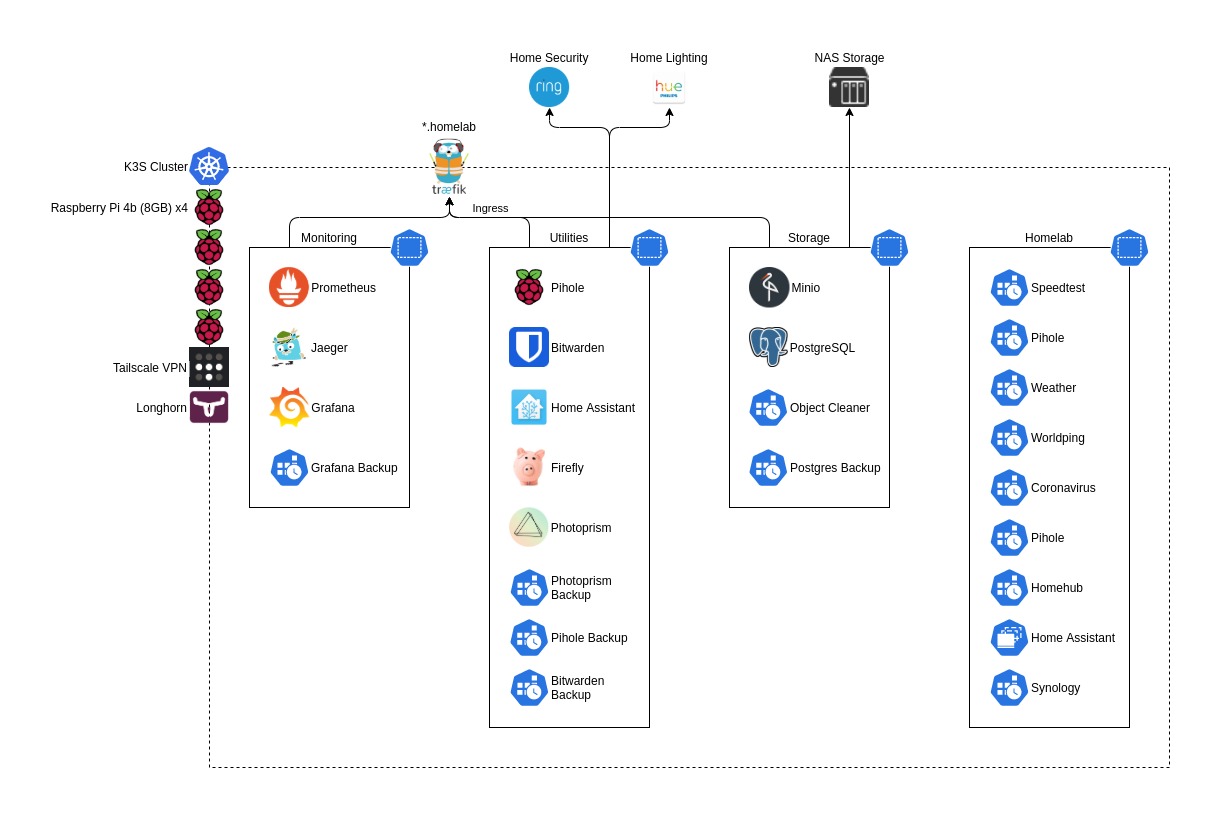 Home Security
Home Lighting
NAS Storage
ring
hue
PHILIPS
*.homelab
træfik
K3S Cluster
Raspberry Pi 4b (8GB) x4
Tailscale VPN
Longhorn
Ingress
Monitoring
Prometheus
Jaeger
Grafana
Grafana Backup
Utilities
Pihole
Bitwarden
Home Assistant
Firefly
Photoprism
Photoprism
Backup
Pihole Backup
Bitwarden
Backup
Storage
Minio
PostgreSQL
Object Cleaner
Postgres Backup
Homelab
Speedtest
Pihole
Weather
Worldping
Coronavirus
Pihole
Homehub
Home Assistant
Synology